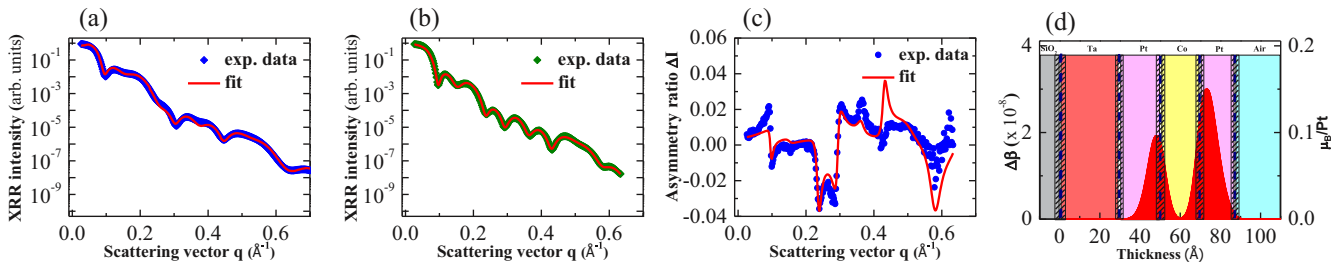 (a)
XRR intensity (arb. units)
10⁻¹
10⁻³
10⁻⁵
10⁻⁷
10⁻⁹
exp. data
fit
0.0 0.2 0.4 0.6
Scattering vector q (Å⁻¹)
(b)
XRR intensity (arb. units)
10⁻¹
10⁻³
10⁻⁵
10⁻⁷
10⁻⁹
exp. data
fit
0.0 0.2 0.4 0.6
Scattering vector q (Å⁻¹)
(c)
Asymmetry ratio ΔI
0.06
0.04
0.02
0.00
-0.02
-0.04
exp. data
fit
0.0 0.2 0.4 0.6
Scattering vector q (Å⁻¹)
(d)
Δβ (x 10⁻⁸)
4
2
0
SiO₂ Ta Pt Co Pt Air
0.2
0.1
0.0
μ_B/Pt
0 20 40 60 80 100
Thickness (Å)